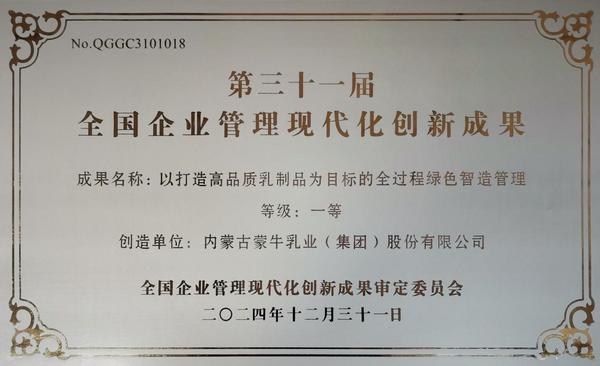 No.QGGC3101018
第三十一届
全国企业管理现代化创新成果
成果名称：以打造高品质乳制品为目标的全过程绿色智造管理
等级：一等
创造单位：内蒙古蒙牛乳业（集团）股份有限公司
全国企业管理现代化创新成果审定委员会
二〇二四年十二月三十一日